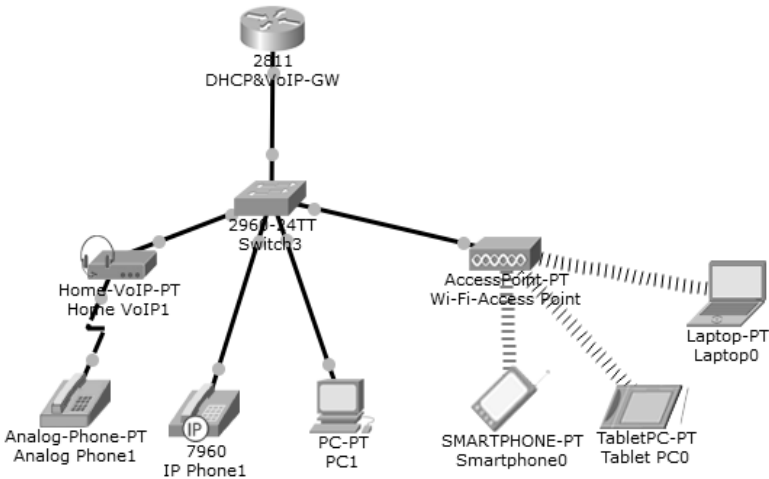 2811
DHCP&VoIP-GW
2960-24TT
Switch3
Home-VoIP-PT
Home VoIP1
AccessPoint-PT
Wi-Fi-Access Point
Laptop-PT
Laptop0
Analog-Phone-PT
Analog Phone1
IP
7960
IP Phone1
PC-PT
PC1
SMARTPHONE-PT
Smartphone0
TabletPC-PT
Tablet PC0